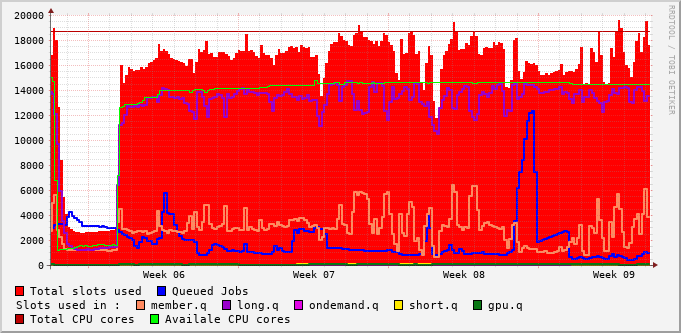 20000
18000
16000
14000
12000
10000
8000
6000
4000
2000
0
Week 06 Week 07 Week 08 Week 09
Total slots used Queued Jobs
Slots used in : member.q long.q ondemand.q short.q gpu.q
Total CPU cores Availale CPU cores
RRDTOOL / TOBI OETIKER